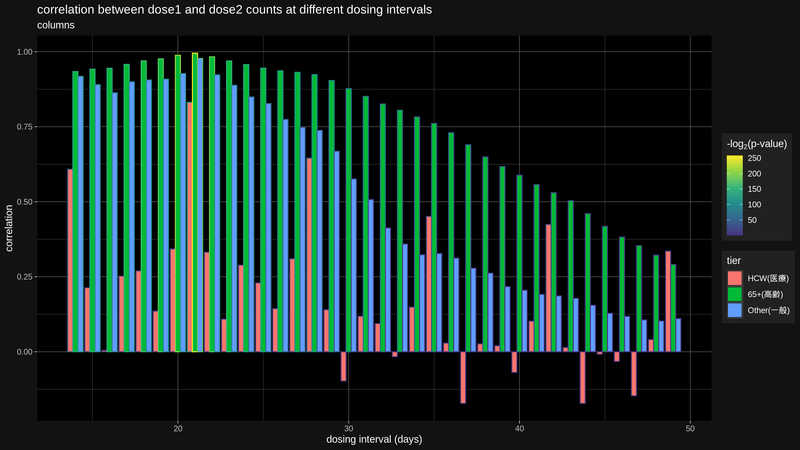 correlation between dose1 and dose2 counts at different dosing intervals
columns
correlation
1.00
0.75
0.50
0.25
0.00
20
30
40
50
dosing interval (days)
-log2(p-value)
250
200
150
100
50
tier
HCW(医療)
65+(高齢)
Other(一般)